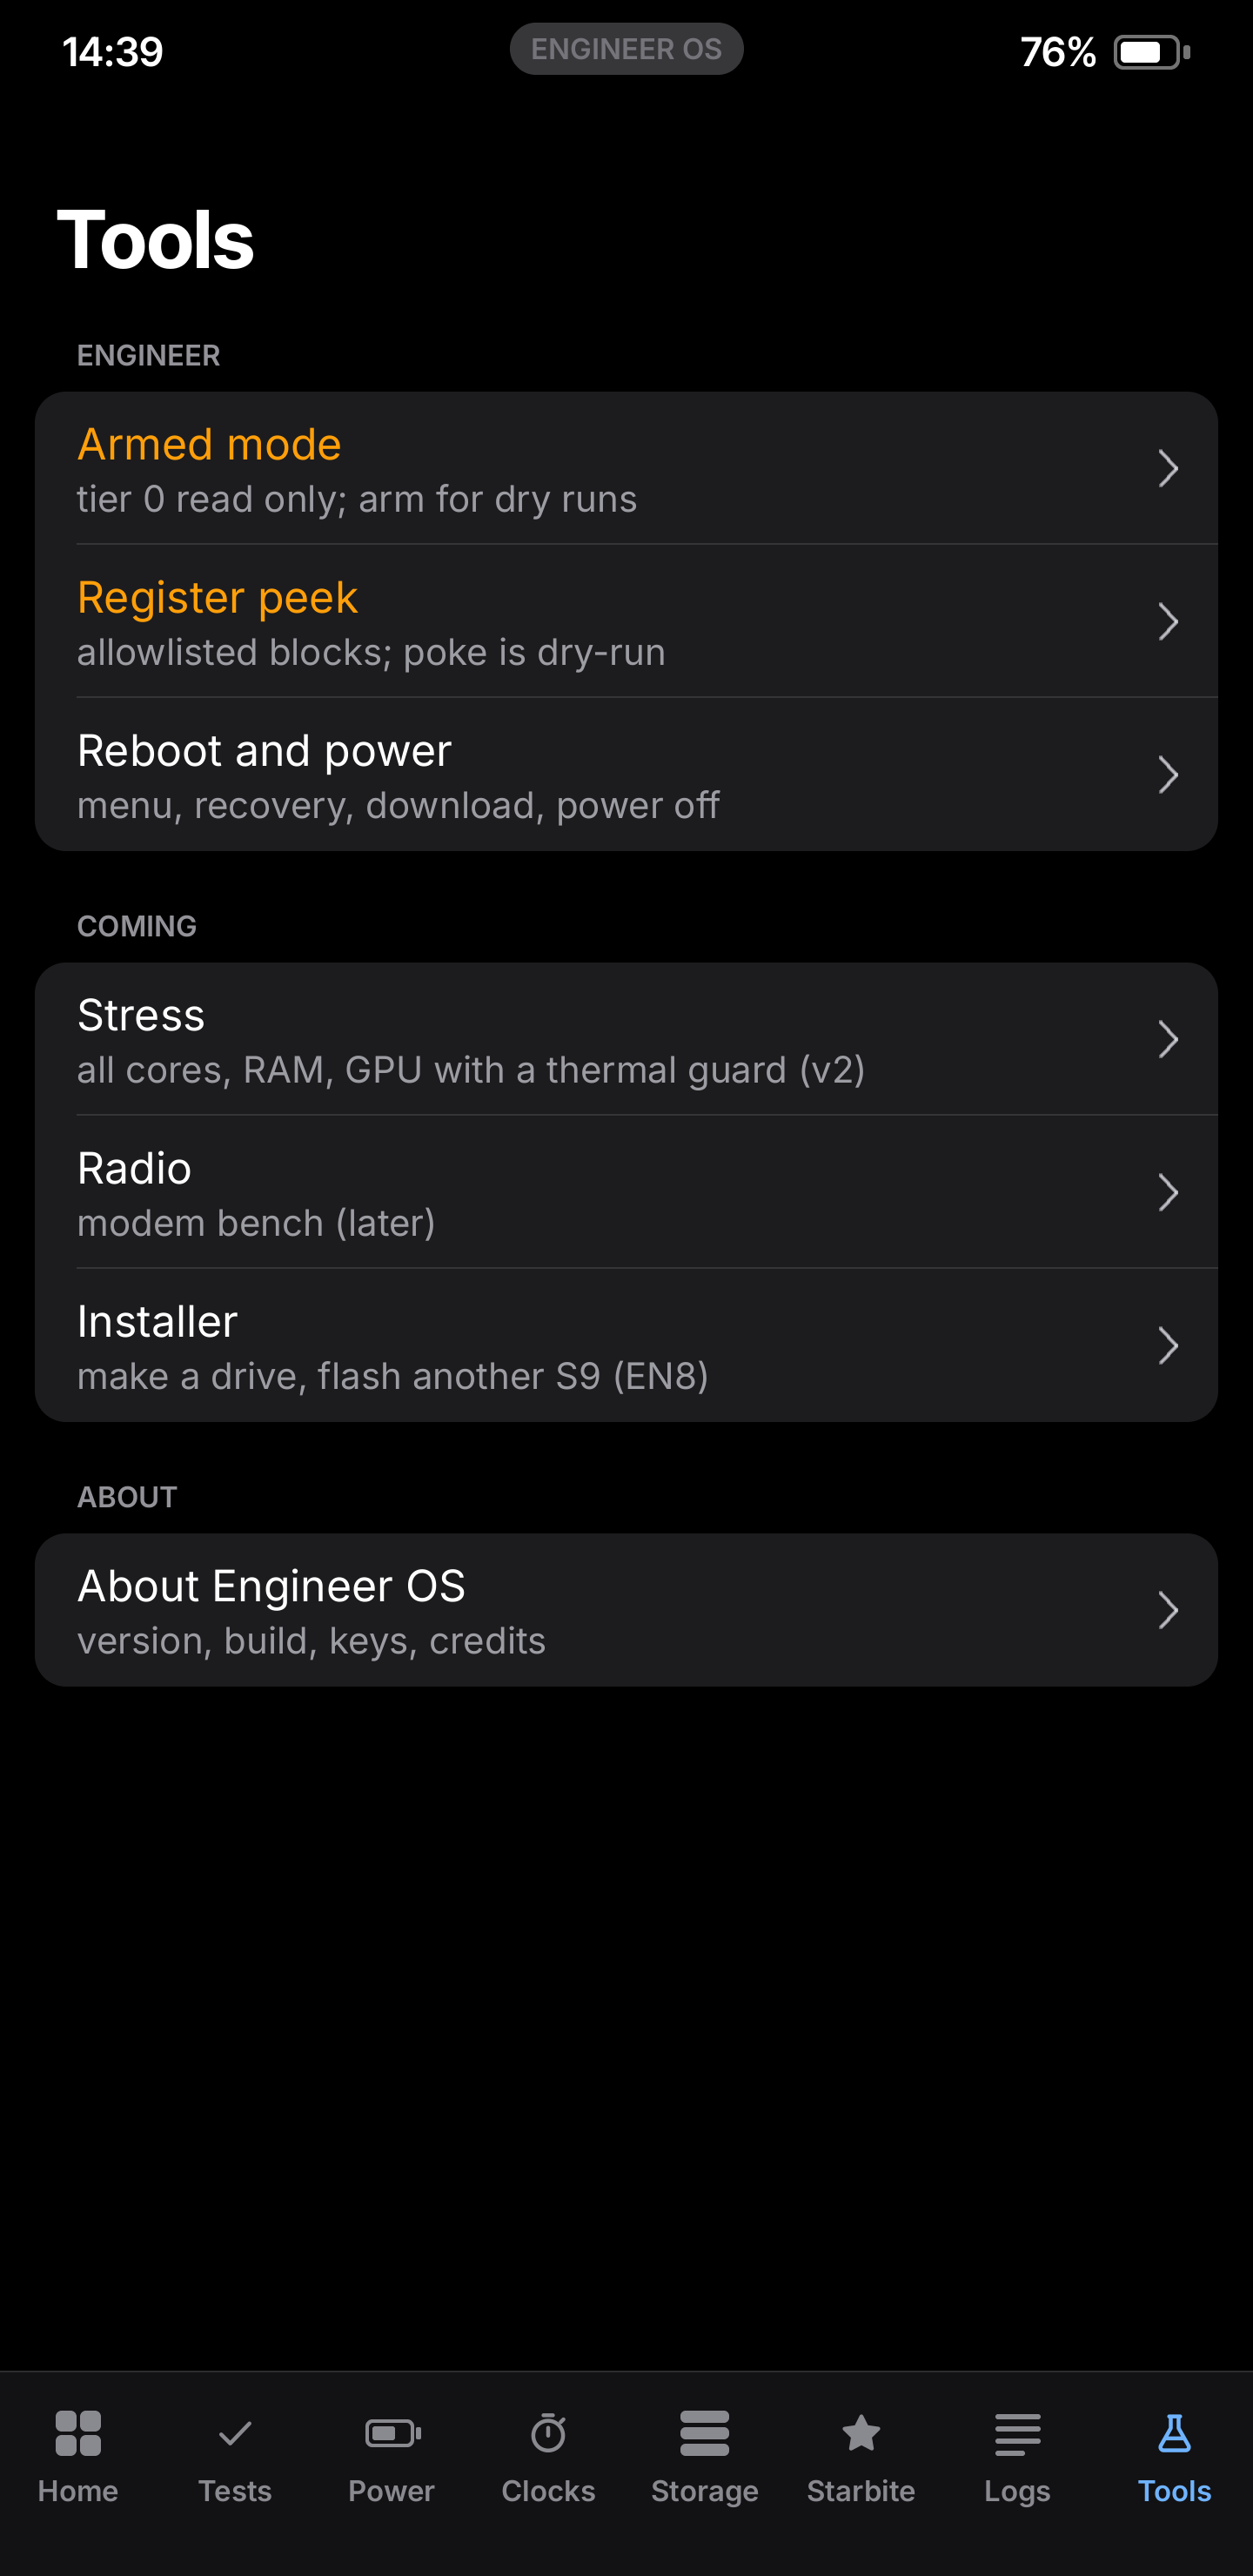 14:39
ENGINEER OS
76%
Tools
ENGINEER
Armed mode
tier 0 read only; arm for dry runs
Register peek
allowlisted blocks; poke is dry-run
Reboot and power
menu, recovery, download, power off
COMING
Stress
all cores, RAM, GPU with a thermal guard (v2)
Radio
modem bench (later)
Installer
make a drive, flash another S9 (EN8)
ABOUT
About Engineer OS
version, build, keys, credits
Home
Tests
Power
Clocks
Storage
Starbite
Logs
Tools